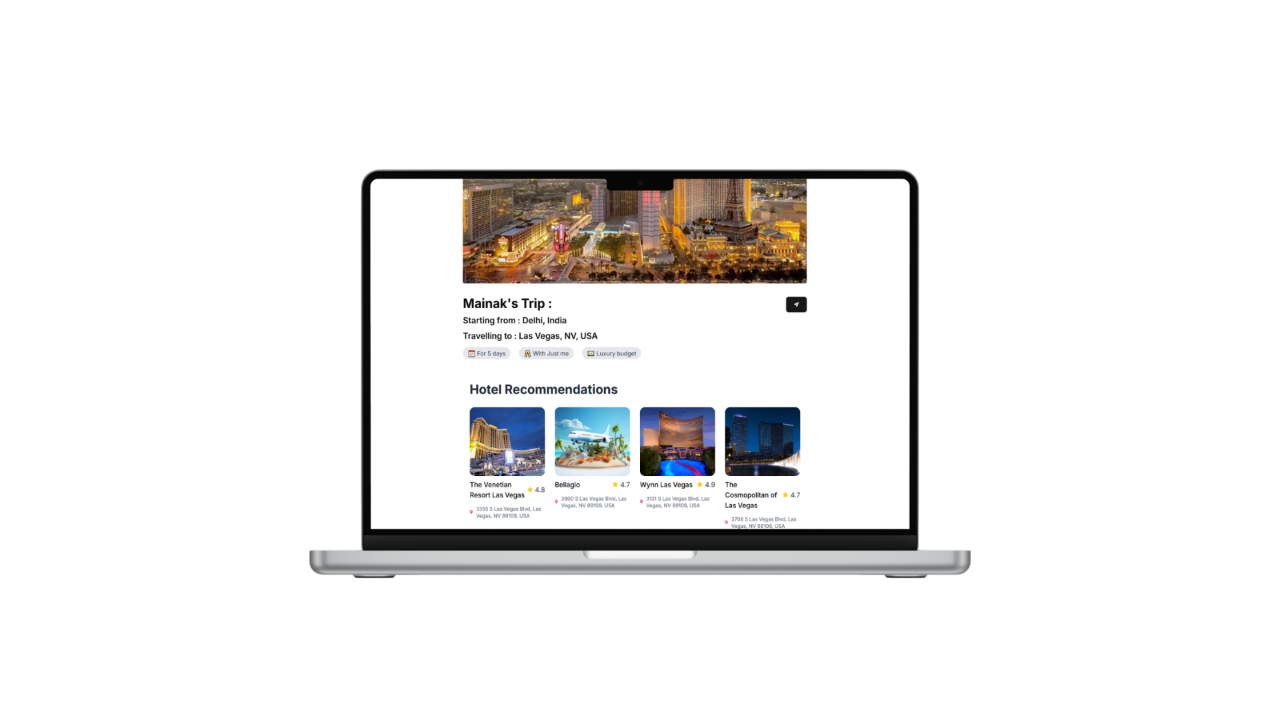 Mainak's Trip :
Starting from : Delhi, India
Travelling to : Las Vegas, NV, USA
For 5 days With Just me Luxury budget
Hotel Recommendations
The Venetian
Resort Las Vegas 4.8
3355 S Las Vegas Blvd, Las
Vegas, NV 89109, USA
Bellagio 4.7
3600 S Las Vegas Blvd, Las
Vegas, NV 89109, USA
Wynn Las Vegas 4.9
3131 S Las Vegas Blvd, Las
Vegas, NV 89109, USA
The
Cosmopolitan of 4.7
Las Vegas
3708 S Las Vegas Blvd, Las
Vegas, NV 89109, USA